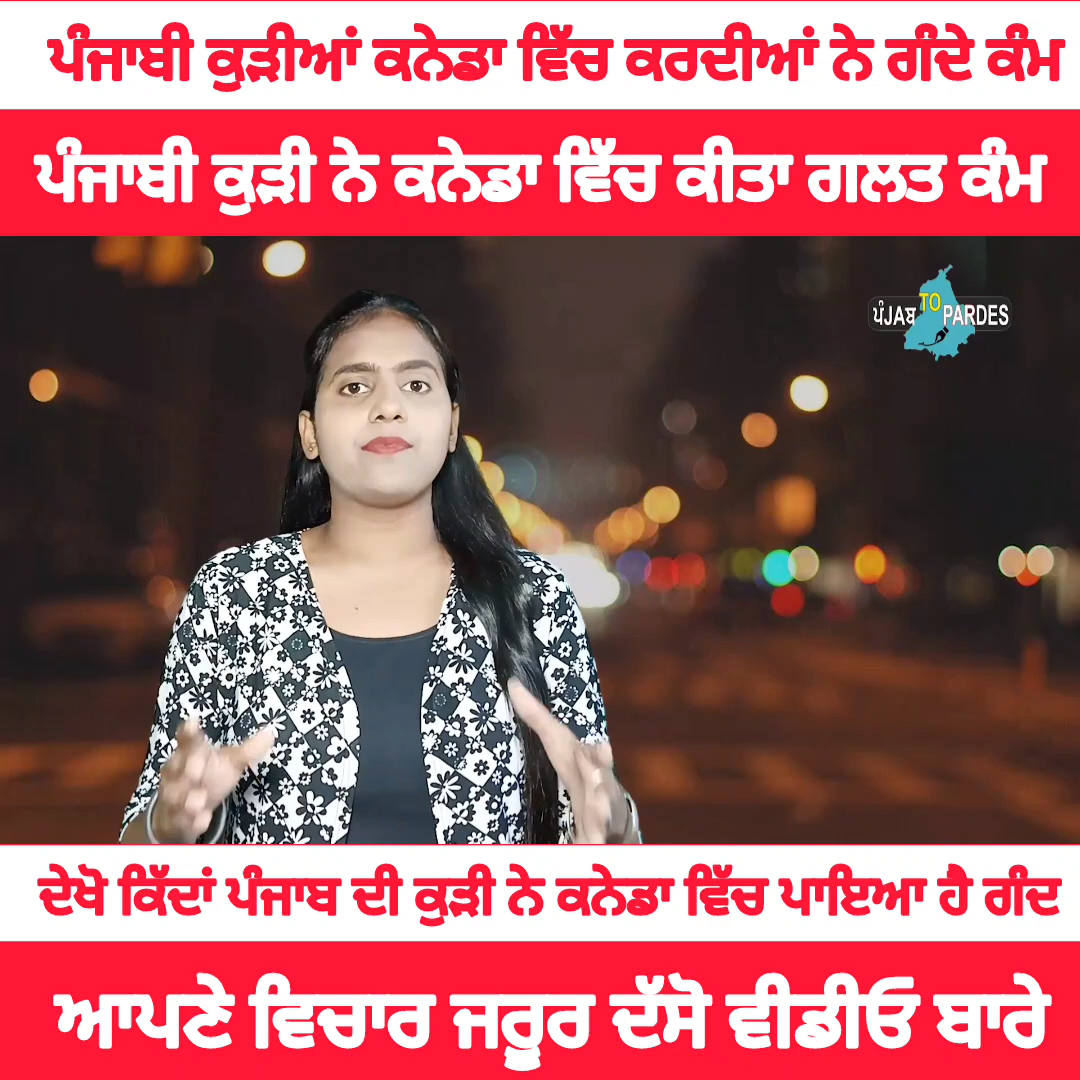 ਪੰਜਾਬੀ ਕੁੜੀਆਂ ਕਨੇਡਾ ਵਿੱਚ ਕਰਦੀਆਂ ਨੇ ਗੰਦੇ ਕੰਮ
ਪੰਜਾਬੀ ਕੁੜੀ ਨੇ ਕਨੇਡਾ ਵਿੱਚ ਕੀਤਾ ਗਲਤ ਕੰਮ
ਪੰਜਾਬ TO PARDES
ਦੇਖੋ ਕਿੱਦਾਂ ਪੰਜਾਬ ਦੀ ਕੁੜੀ ਨੇ ਕਨੇਡਾ ਵਿੱਚ ਪਾਇਆ ਹੈ ਗੰਦ
ਆਪਣੇ ਵਿਚਾਰ ਜਰੂਰ ਦੱਸੋ ਵੀਡੀਓ ਬਾਰੇ